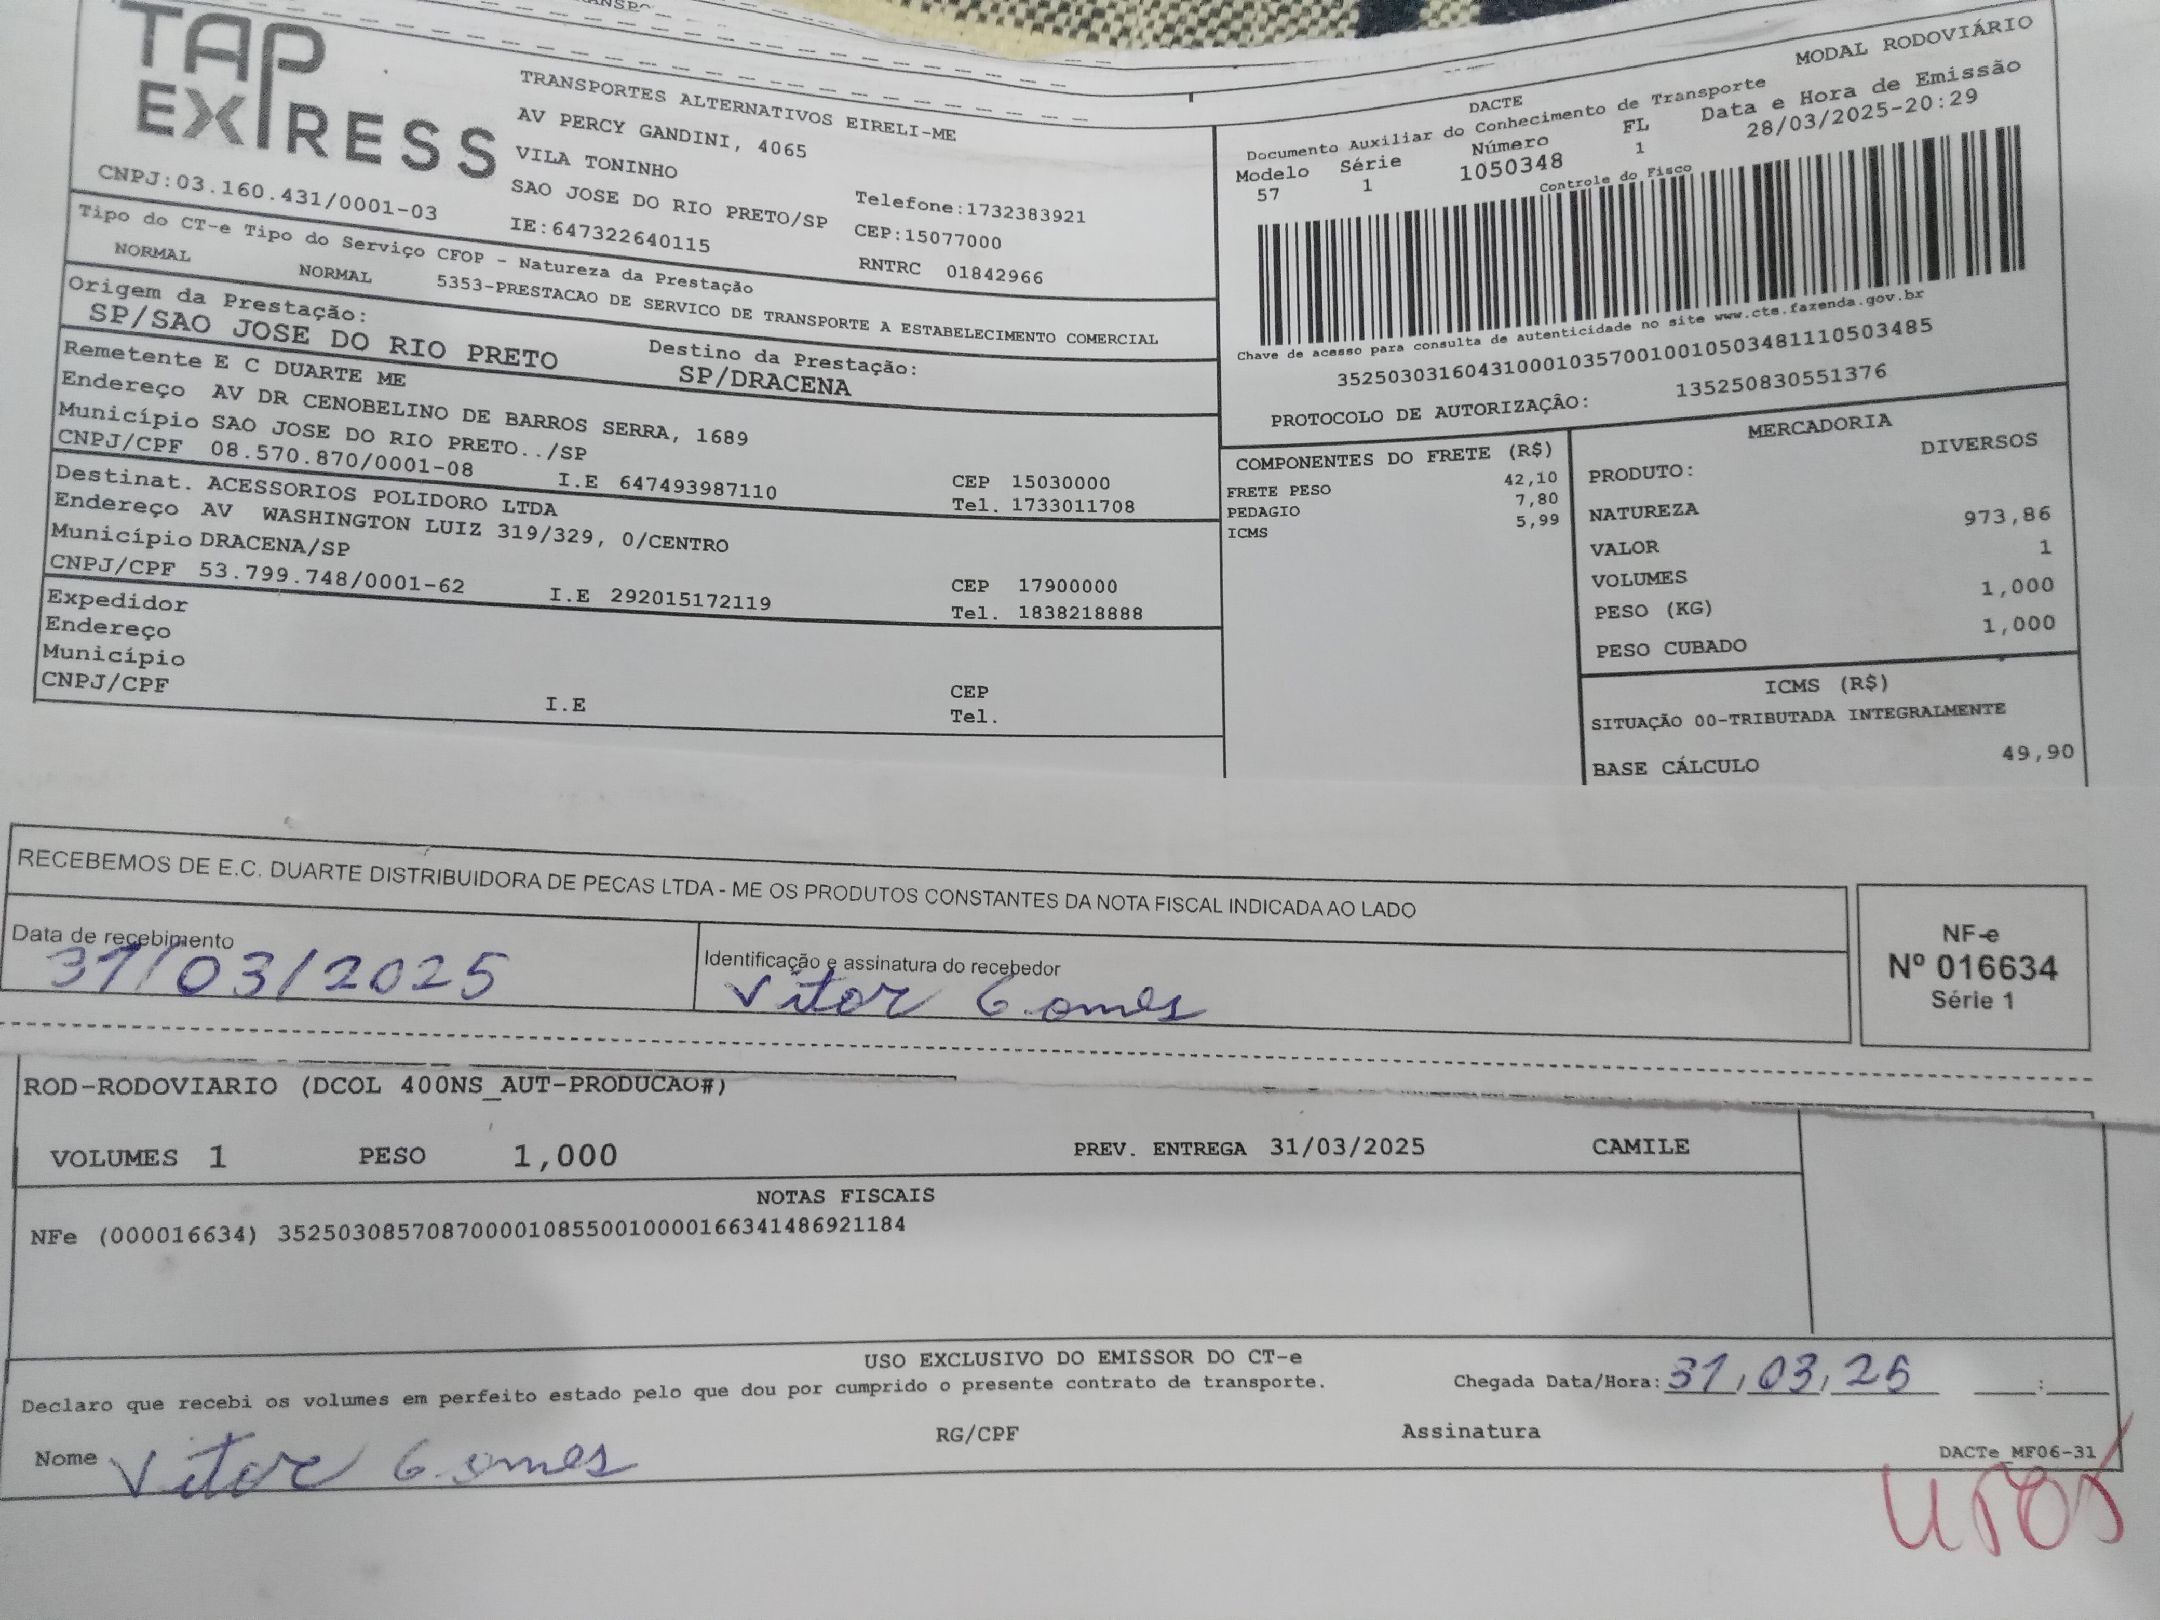 TAP EXPRESS
TRANSPORTES ALTERNATIVOS EIRELI-ME
AV PERCY GANDINI, 4065
VILA TONINHO
SAO JOSE DO RIO PRETO/SP
Telefone:1732383921
CNPJ:03.160.431/0001-03
IE:647322640115
CEP:15077000
RNTRC 01842966
Tipo do CT-e Tipo do Serviço CFOP - Natureza da Prestação
NORMAL NORMAL 5353-PRESTACAO DE SERVICO DE TRANSPORTE A ESTABELECIMENTO COMERCIAL
Origem da Prestação:
SP/SAO JOSE DO RIO PRETO
Destino da Prestação:
SP/DRACENA
Remetente E C DUARTE ME
Endereço AV DR CENOBELINO DE BARROS SERRA, 1689
Município SAO JOSE DO RIO PRETO../SP
CEP 15030000
CNPJ/CPF 08.570.870/0001-08 I.E 647493987110
Tel. 1733011708
Destinat. ACESSORIOS POLIDORO LTDA
Endereço AV WASHINGTON LUIZ 319/329, 0/CENTRO
Município DRACENA/SP
CEP 17900000
CNPJ/CPF 53.799.748/0001-62 I.E 292015172119
Tel. 1838218888
Expedidor
Endereço
Município
CEP
CNPJ/CPF I.E
Tel.
MODAL RODOVIÁRIO
DACTE
Documento Auxiliar do Conhecimento de Transporte
Modelo Série Número FL Data e Hora de Emissão
57 1 1050348 1 28/03/2025-20:29
Controle do Fisco
Chave de acesso para consulta de autenticidade no site www.cts.fazenda.gov.br
35250303160431000103570010010503481110503485
PROTOCOLO DE AUTORIZAÇÃO: 135250830551376
COMPONENTES DO FRETE (R$)
FRETE PESO 42,10
PEDAGIO 7,80
ICMS 5,99
MERCADORIA
PRODUTO: DIVERSOS
NATUREZA
VALOR 973,86
VOLUMES 1
PESO (KG) 1,000
PESO CUBADO 1,000
ICMS (R$)
SITUAÇÃO 00-TRIBUTADA INTEGRALMENTE
BASE CÁLCULO 49,90
RECEBEMOS DE E.C. DUARTE DISTRIBUIDORA DE PECAS LTDA - ME OS PRODUTOS CONSTANTES DA NOTA FISCAL INDICADA AO LADO
Data de recebimento
31/03/2025
Identificação e assinatura do recebedor
Vitor Gomes
NF-e
Nº 016634
Série 1
ROD-RODOVIARIO (DCOL 400NS_AUT-PRODUCAO#)
VOLUMES 1 PESO 1,000 PREV. ENTREGA 31/03/2025 CAMILE
NOTAS FISCAIS
NFe (000016634) 35250308570870000108550010000166341486921184
USO EXCLUSIVO DO EMISSOR DO CT-e
Declaro que recebi os volumes em perfeito estado pelo que dou por cumprido o presente contrato de transporte.
Chegada Data/Hora: 31,03,25 :
Nome Vitor Gomes
RG/CPF
Assinatura
DACTe_MF06-31